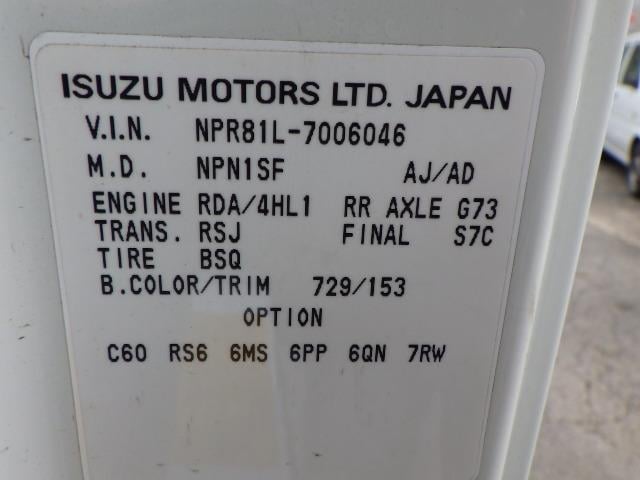 ISUZU MOTORS LTD. JAPAN
V.I.N. NPR81L-7006046
M.D. NPN1SF AJ/AD
ENGINE RDA/4HL1 RR AXLE G73
TRANS. RSJ FINAL S7C
TIRE BSQ
B.COLOR/TRIM 729/153
OPTION
C60 RS6 6MS 6PP 6QN 7RW